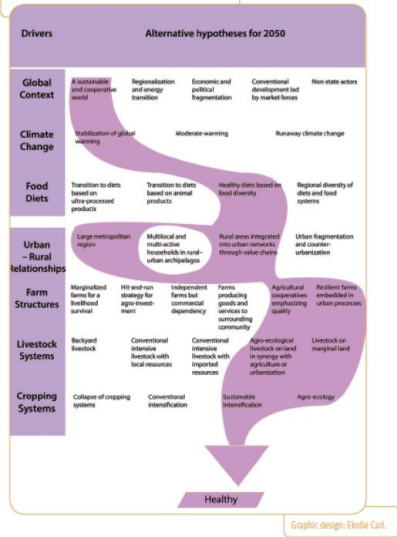 Drivers
Alternative hypotheses for 2050
Global
Context
A sustainable
and cooperative
world
Regionalization
and energy
transition
Economic and
political
fragmentation
Conventional
development led
by market forces
Non-state actors
Climate
Change
Stabilization of global
warming
Moderate warming
Runaway climate change
Food
Diets
Transition to diets
based on
ultra-processed
products
Transition to diets
based on animal
products
Healthy diets based on
food diversity
Regional diversity of
diets and food
systems
Urban
– Rural
Relationships
Large metropolitan
region
Multilocal and
multi-active
households in rural–
urban archipelagos
Rural areas integrated
into urban networks
through value chains
Urban fragmentation
and counter-
urbanization
Farm
Structures
Marginalized
farms for a
livelihood
survival
Hit-and-run
strategy for
agro-invest-
ment
Independent
farms but
commercial
dependency
Farms
producing
goods and
services to
surrounding
community
Agricultural
cooperatives
emphasizing
quality
Resilient farms
embedded in
urban processes
Livestock
Systems
Backyard
livestock
Conventional
intensive
livestock with
local resources
Conventional
intensive
livestock with
imported
resources
Agro-ecological
livestock on land
in synergy with
agriculture or
urbanization
Livestock on
marginal land
Cropping
Systems
Collapse of cropping
systems
Conventional
intensification
Sustainable
intensification
Agro-ecology
Healthy
Graphic design: Elodie Carl.